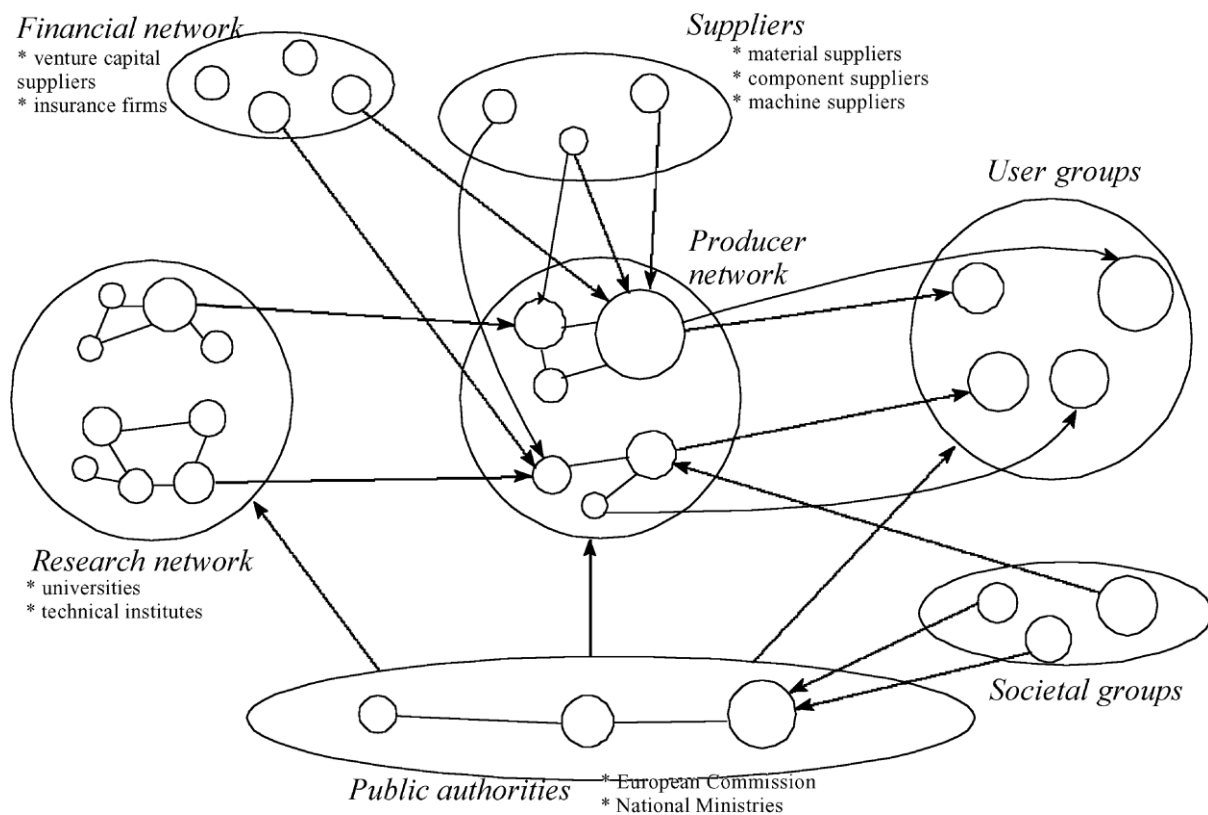 Financial network
* venture capital
suppliers
* insurance firms
Suppliers
* material suppliers
* component suppliers
* machine suppliers
User groups
Producer
network
Research network
* universities
* technical institutes
Societal groups
Public authorities
* European Commission
* National Ministries